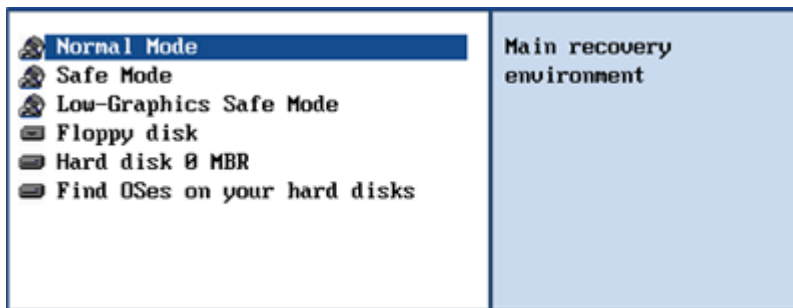 Normal Mode
Safe Mode
Low-Graphics Safe Mode
Floppy disk
Hard disk 0 MBR
Find OSes on your hard disks
Main recovery
environment